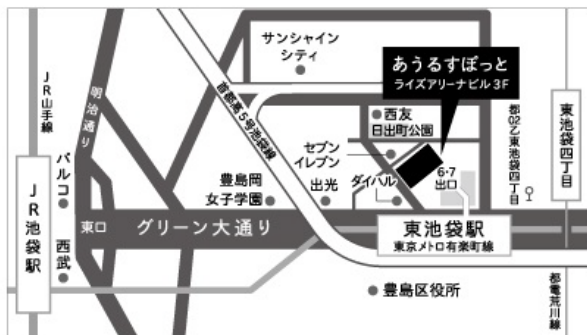 サンシャイン
シティ
あうるすぽっと
ライズアリーナビル3F
JR山手線
明治通り
首都高5号池袋線
西友
日出町公園
都02乙東池袋四丁目
東池袋四丁目
セブン
イレブン
パルコ
JR池袋駅
豊島岡
女子学園
出光
ダイハル
6・7
出口
東口
グリーン大通り
東池袋駅
東京メトロ有楽町線
西武
豊島区役所
都電荒川線